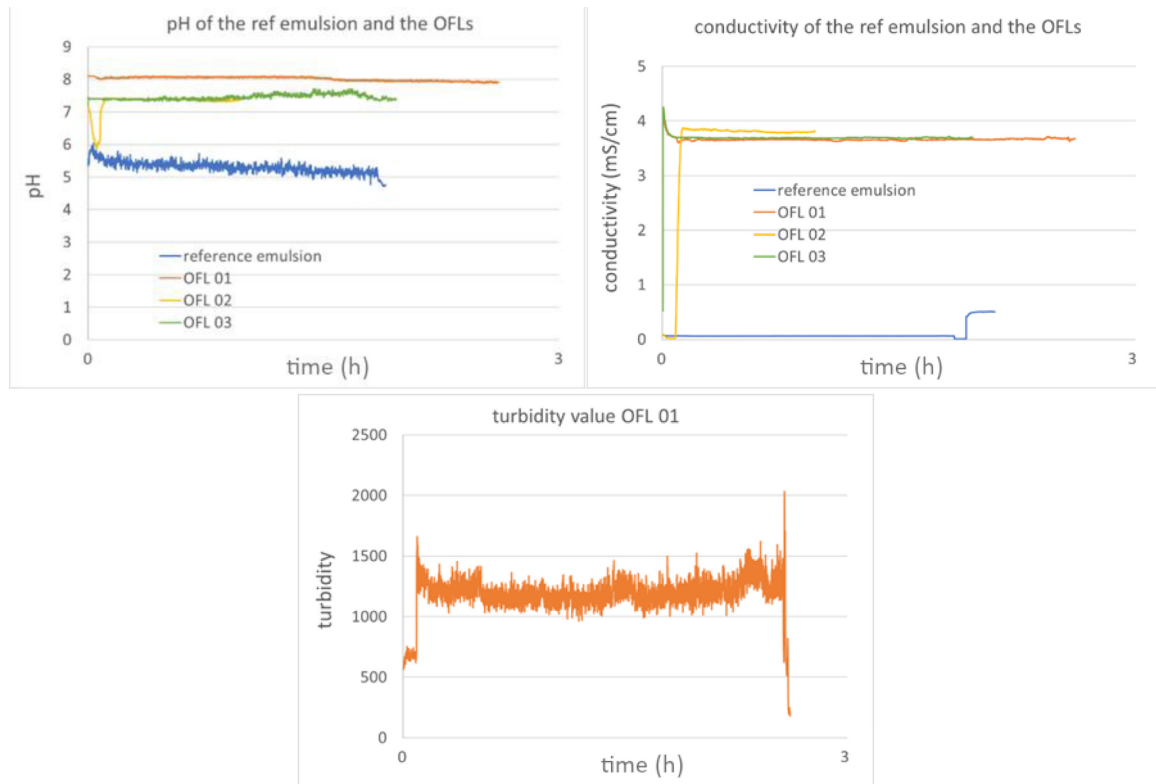 pH of the ref emulsion and the OFLs
9
8
7
6
5
4
3
2
1
0
pH
reference emulsion
OFL 01
OFL 02
OFL 03
0
3
time (h)
conductivity of the ref emulsion and the OFLs
5
4
3
2
1
0
conductivity (mS/cm)
reference emulsion
OFL 01
OFL 02
OFL 03
0
3
time (h)
turbidity value OFL 01
2500
2000
1500
1000
500
0
turbidity
0
3
time (h)